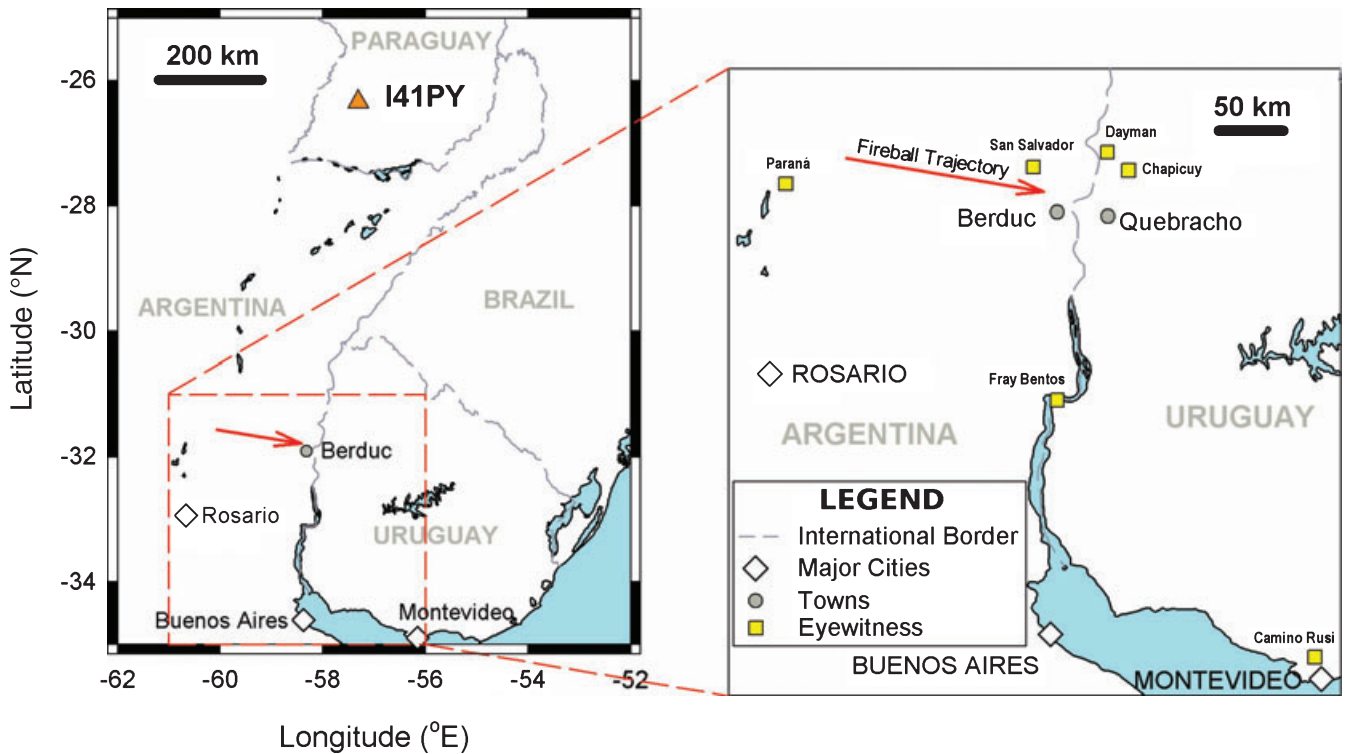 PARAGUAY
200 km
-26
I41PY
-28
-30
-32
-34
Latitude (°N)
ARGENTINA
BRAZIL
Berduc
Rosario
URUGUAY
Buenos Aires
Montevideo
-62
-60
-58
-56
-54
-52
Longitude (°E)
50 km
Dayman
San Salvador
Fireball Trajectory
Chapicuy
Paraná
Berduc
Quebracho
ROSARIO
Fray Bentos
ARGENTINA
URUGUAY
LEGEND
International Border
Major Cities
Towns
Eyewitness
Camino Rusi
BUENOS AIRES
MONTEVIDEO